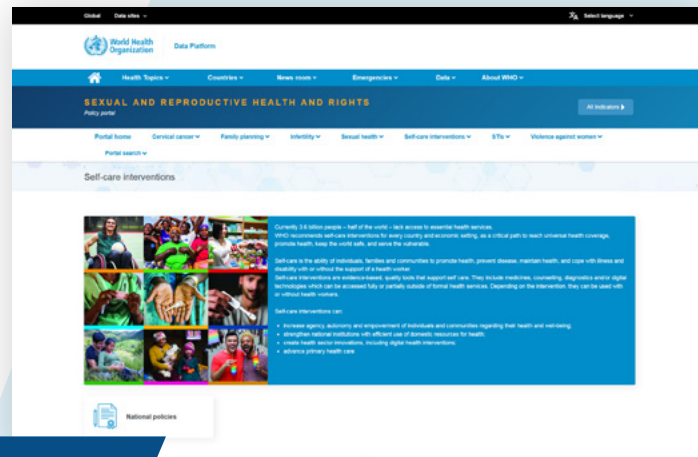 Global Data sites
Select language
World Health
Organization
Data Platform
Health Topics
Countries
News room
Emergencies
Data
About WHO
SEXUAL AND REPRODUCTIVE HEALTH AND RIGHTS
Policy portal
All Indicators
Portal home
Cervical cancer
Family planning
Infertility
Sexual health
Self-care interventions
STIs
Violence against women
Portal search
Self-care interventions
Currently 3.6 billion people – half of the world – lack access to essential health services.
WHO recommends self-care interventions for every country and economic setting, as a critical path to reach universal health coverage,
promote health, keep the world safe, and serve the vulnerable.
Self-care is the ability of individuals, families and communities to promote health, prevent disease, maintain health, and cope with illness and
disability with or without the support of a health worker.
Self-care interventions are evidence-based, quality tools that support self care. They include medicines, counselling, diagnostics and/or digital
technologies which can be accessed fully or partially outside of formal health services. Depending on the intervention, they can be used with
or without health workers.
Self-care interventions can:
• increase agency, autonomy and empowerment of individuals and communities regarding their health and well-being;
• strengthen national institutions with efficient use of domestic resources for health;
• create health sector innovations, including digital health interventions;
• advance primary health care
National policies